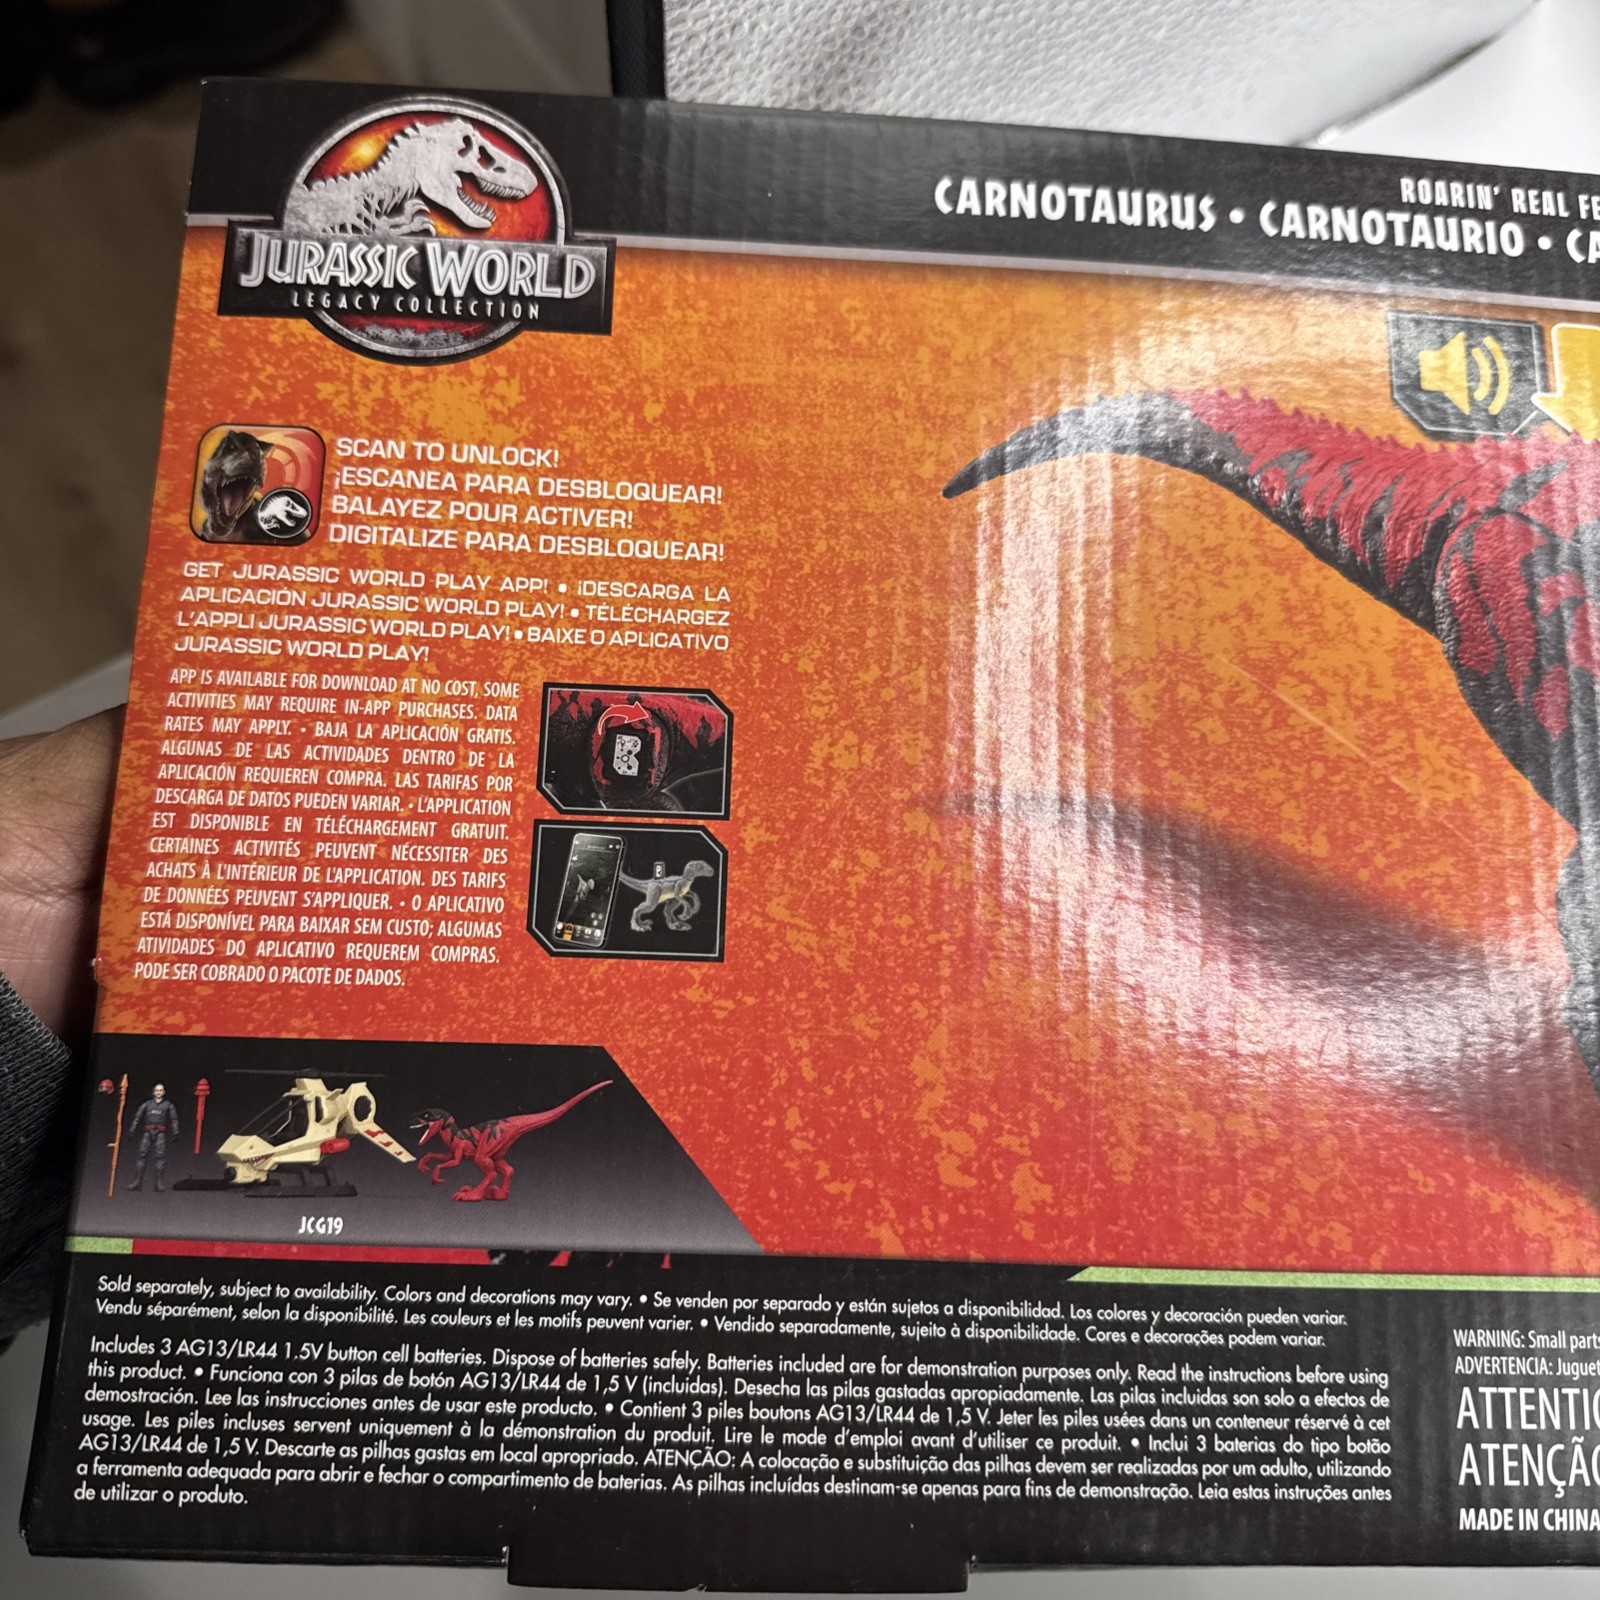 JURASSIC WORLD
LEGACY COLLECTION
ROARIN' REAL
CARNOTAURUS • CARNOTAURIO •
SCAN TO UNLOCK!
¡ESCANEA PARA DESBLOQUEAR!
BALAYEZ POUR ACTIVER!
DIGITALIZE PARA DESBLOQUEAR!
GET JURASSIC WORLD PLAY APP! • ¡DESCARGA LA
APLICACIÓN JURASSIC WORLD PLAY! • TÉLÉCHARGEZ
L'APPLI JURASSIC WORLD PLAY! • BAIXE O APLICATIVO
JURASSIC WORLD PLAY!
APP IS AVAILABLE FOR DOWNLOAD AT NO COST, SOME
ACTIVITIES MAY REQUIRE IN-APP PURCHASES. DATA
RATES MAY APPLY. • BAJA LA APLICACIÓN GRATIS.
ALGUNAS DE LAS ACTIVIDADES DENTRO DE LA
APLICACIÓN REQUIEREN COMPRA. LAS TARIFAS POR
DESCARGA DE DATOS PUEDEN VARIAR. • L'APPLICATION
EST DISPONIBLE EN TÉLÉCHARGEMENT GRATUIT.
CERTAINES ACTIVITÉS PEUVENT NÉCESSITER DES
ACHATS À L'INTÉRIEUR DE L'APPLICATION. DES TARIFS
DE DONNÉES PEUVENT S'APPLIQUER. • O APLICATIVO
ESTÁ DISPONÍVEL PARA BAIXAR SEM CUSTO; ALGUMAS
ATIVIDADES DO APLICATIVO REQUEREM COMPRAS.
PODE SER COBRADO O PACOTE DE DADOS.
JCG19
Sold separately, subject to availability. Colors and decorations may vary. • Se venden por separado y están sujetos a disponibilidad. Los colores y decoración pueden variar.
Vendu séparément, selon la disponibilité. Les couleurs et les motifs peuvent varier. • Vendido separadamente, sujeito à disponibilidade. Cores e decorações podem variar.
Includes 3 AG13/LR44 1.5V button cell batteries. Dispose of batteries safely. Batteries included are for demonstration purposes only. Read the instructions before using
this product. • Funciona con 3 pilas de botón AG13/LR44 de 1,5 V (incluidas). Desecha las pilas gastadas apropiadamente. Las pilas incluidas son solo a efectos de
demostración. Lee las instrucciones antes de usar este producto. • Contient 3 piles boutons AG13/LR44 de 1,5 V. Jeter les piles usées dans un conteneur réservé à cet
usage. Les piles incluses servent uniquement à la démonstration du produit. Lire le mode d'emploi avant d'utiliser ce produit. • Inclui 3 baterias do tipo botão
AG13/LR44 de 1,5 V. Descarte as pilhas gastas em local apropriado. ATENÇÃO: A colocação e substituição das pilhas devem ser realizadas por um adulto, utilizando
a ferramenta adequada para abrir e fechar o compartimento de baterias. As pilhas incluídas destinam-se apenas para fins de demonstração. Leia estas instruções antes
de utilizar o produto.
WARNING: Small parts
ADVERTENCIA:
MADE IN CHINA